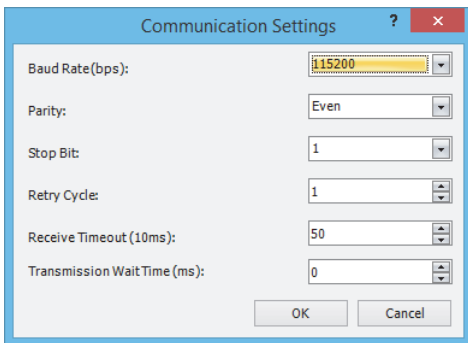 Communication Settings ?
Baud Rate(bps): 115200
Parity: Even
Stop Bit: 1
Retry Cycle: 1
Receive Timeout (10ms): 50
Transmission Wait Time (ms): 0
OK Cancel